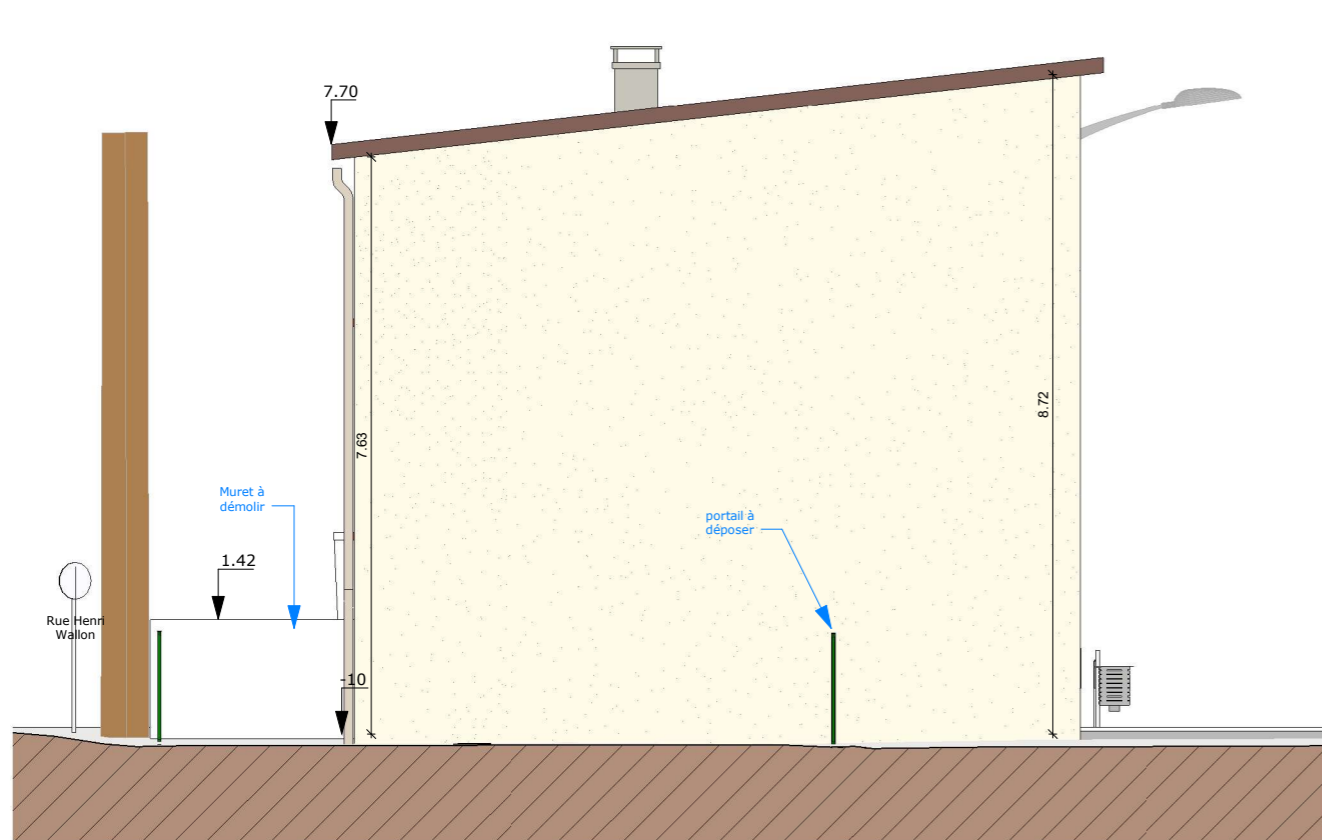 7.70
8.72
7.63
Muret à
démolir
portail à
déposer
1.42
Rue Henri
Wallon
-10